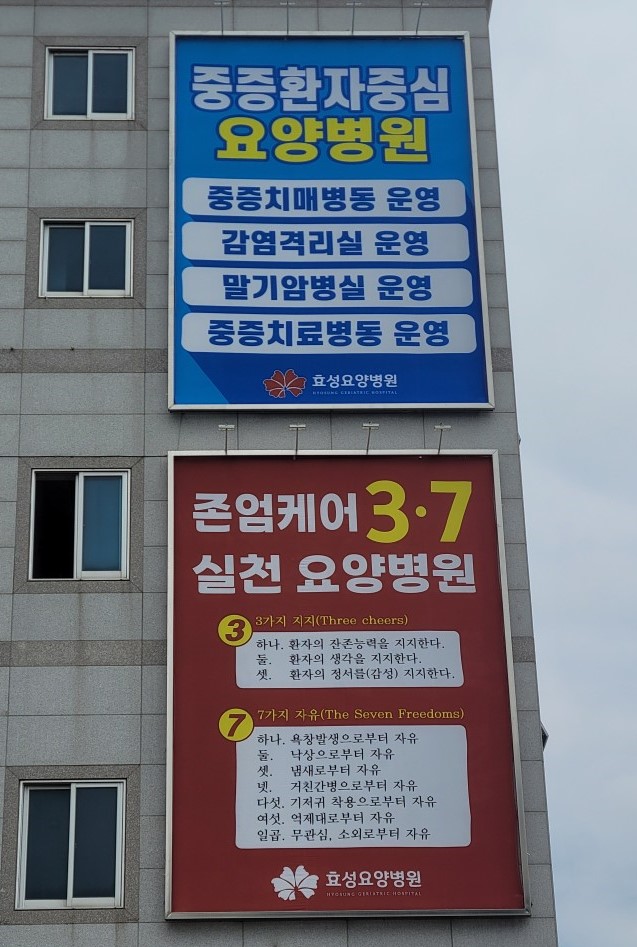 중증환자중심
요양병원
중증치매병동 운영
감염격리실 운영
말기암병실 운영
중증치료병동 운영
효성요양병원
HYOSUNG GERIATRIC HOSPITAL
존엄케어 3·7
실천 요양병원
3 3가지 지지(Three cheers)
하나. 환자의 잔존능력을 지지한다.
둘. 환자의 생각을 지지한다.
셋. 환자의 정서를(감성) 지지한다.
7 7가지 자유(The Seven Freedoms)
하나. 욕창발생으로부터 자유
둘. 낙상으로부터 자유
셋. 냄새로부터 자유
넷. 거친간병으로부터 자유
다섯. 기저귀 착용으로부터 자유
여섯. 억제대로부터 자유
일곱. 무관심, 소외로부터 자유
효성요양병원
HYOSUNG GERIATRIC HOSPITAL